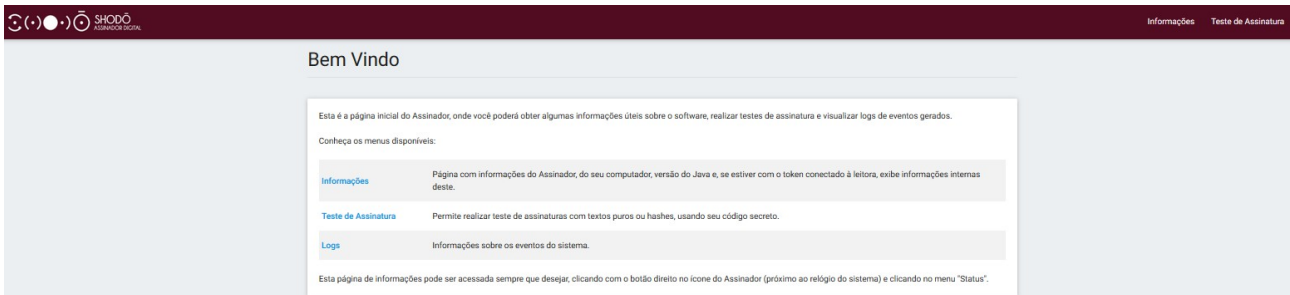 SHODŌ
ASSINADOR DIGITAL
Informações Teste de Assinatura
Bem Vindo
Esta é a página inicial do Assinador, onde você poderá obter algumas informações úteis sobre o software, realizar testes de assinatura e visualizar logs de eventos gerados.
Conheça os menus disponíveis:
Informações Página com informações do Assinador, do seu computador, versão do Java e, se estiver com o token conectado à leitora, exibe informações internas
deste.
Teste de Assinatura Permite realizar teste de assinaturas com textos puros ou hashes, usando seu código secreto.
Logs Informações sobre os eventos do sistema.
Esta página de informações pode ser acessada sempre que desejar, clicando com o botão direito no ícone do Assinador (próximo ao relógio do sistema) e clicando no menu "Status".